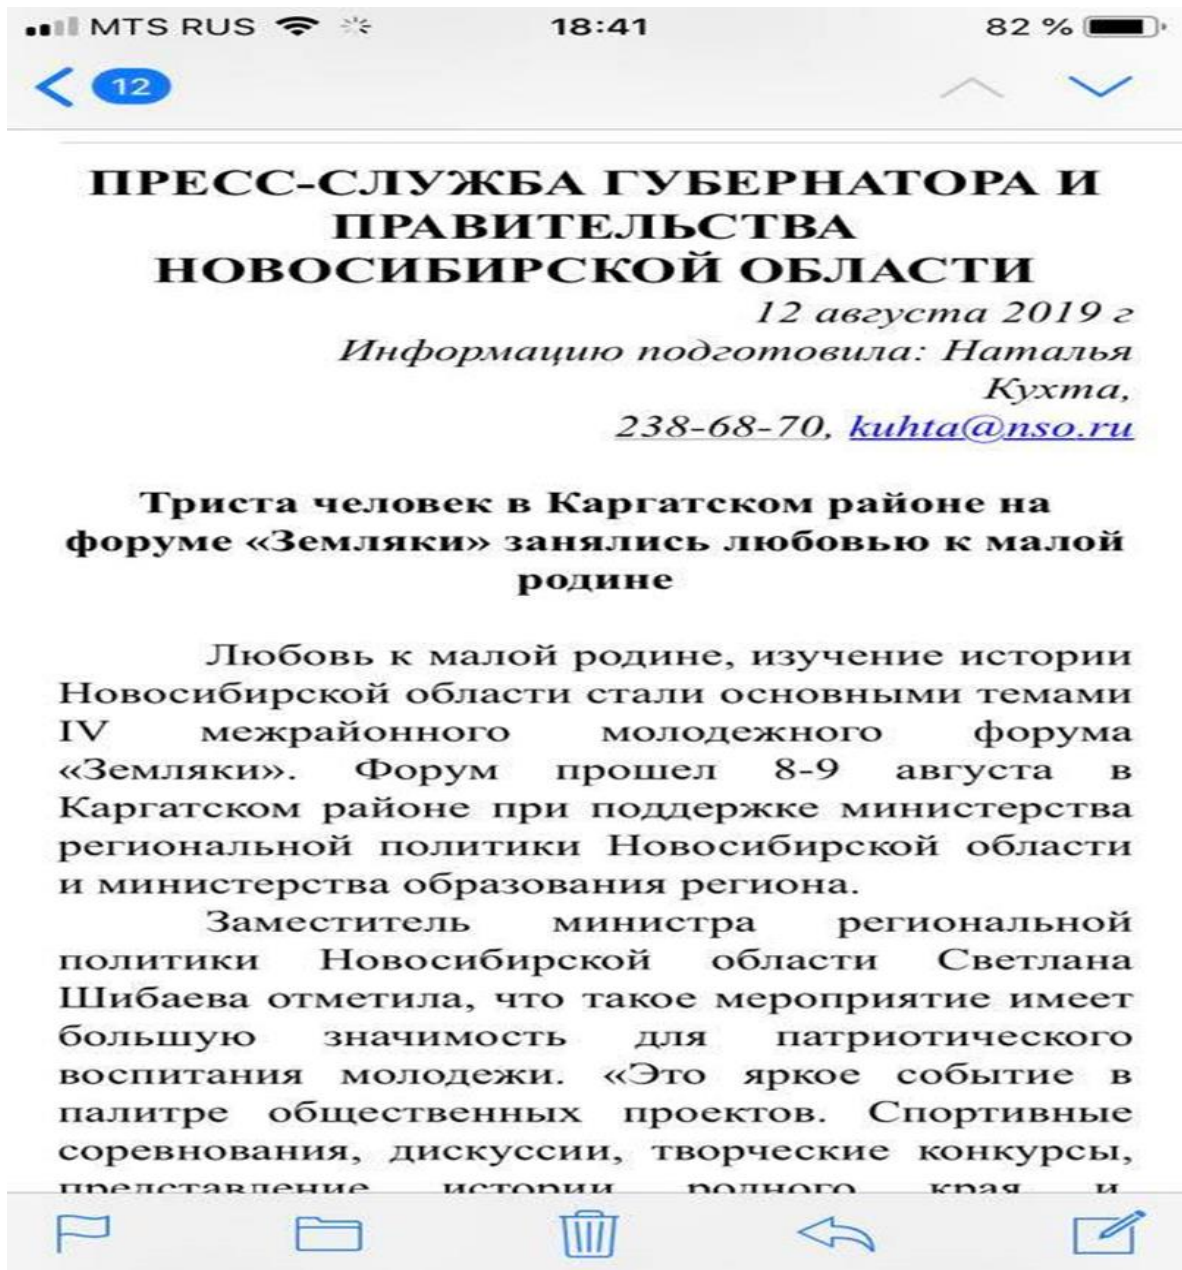 MTS RUS 18:41 82 %
12
ПРЕСС-СЛУЖБА ГУБЕРНАТОРА И
ПРАВИТЕЛЬСТВА
НОВОСИБИРСКОЙ ОБЛАСТИ
12 августа 2019 г
Информацию подготовила: Наталья
Кухта,
238-68-70, kuhta@nso.ru
Триста человек в Каргатском районе на
форуме «Земляки» занялись любовью к малой
родине
Любовь к малой родине, изучение истории
Новосибирской области стали основными темами
IV межрайонного молодежного форума
«Земляки». Форум прошел 8-9 августа в
Каргатском районе при поддержке министерства
региональной политики Новосибирской области
и министерства образования региона.
Заместитель министра региональной
политики Новосибирской области Светлана
Шибаева отметила, что такое мероприятие имеет
большую значимость для патриотического
воспитания молодежи. «Это яркое событие в
палитре общественных проектов. Спортивные
соревнования, дискуссии, творческие конкурсы,
представление истории родного края и